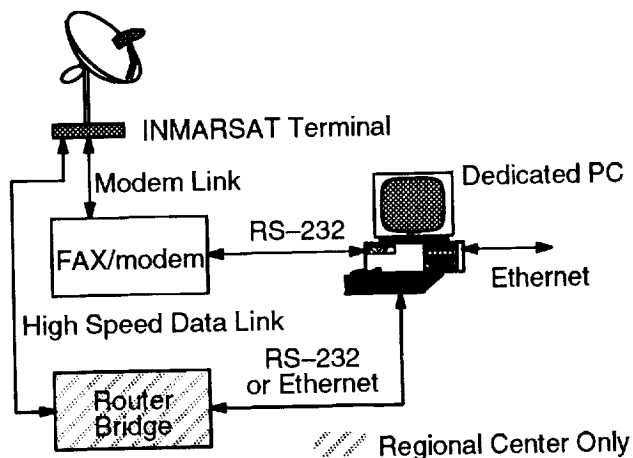 INMARSAT Terminal
Modem Link
Dedicated PC
RS-232
FAX/modem
Ethernet
High Speed Data Link
RS-232
or Ethernet
Router
Bridge
Regional Center Only